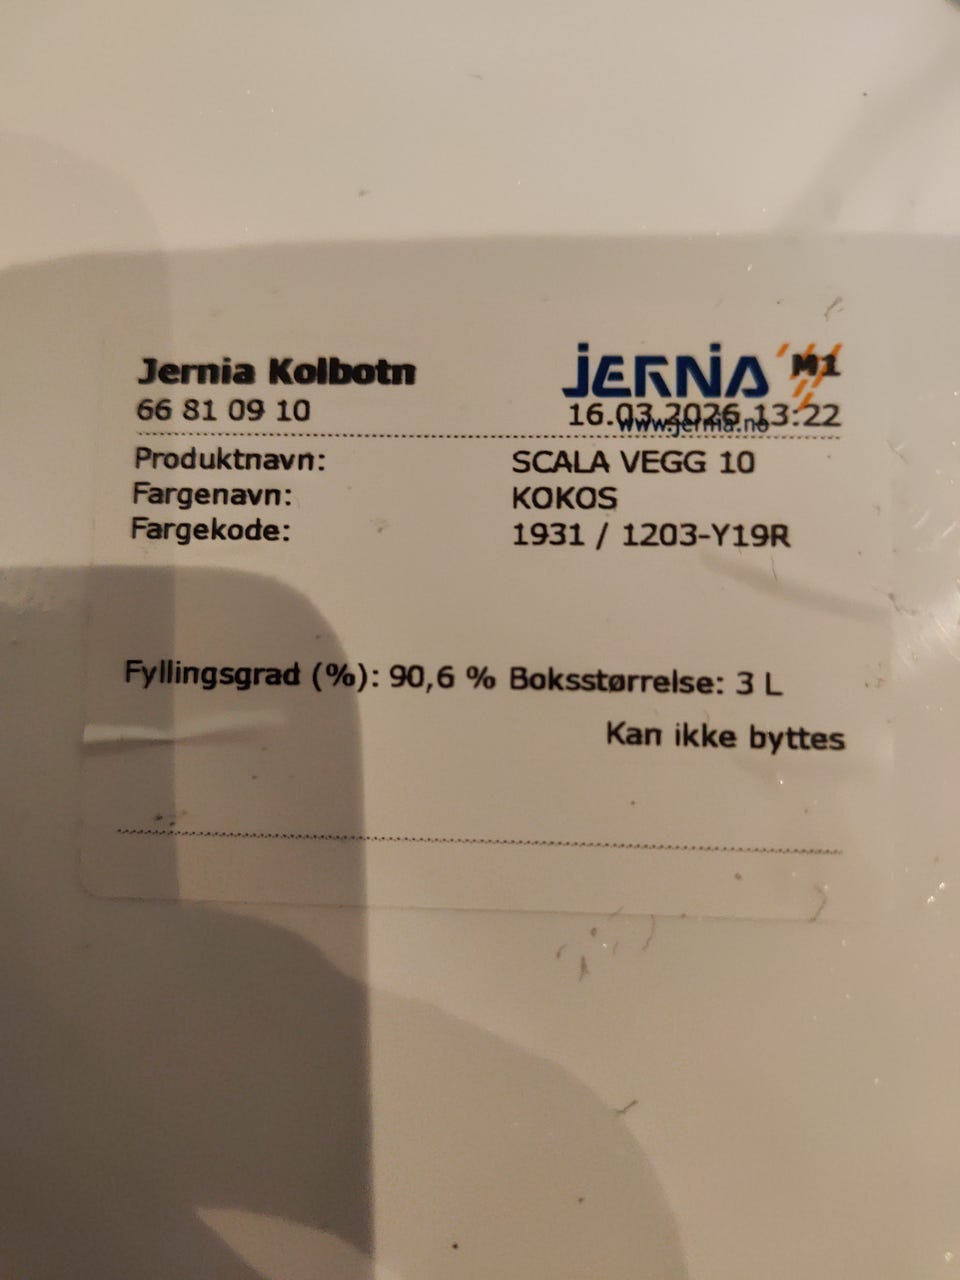 Jernia Kolbotn
JERNIA M1
66 81 09 10
16.03.2026 13:22
www.jernia.no
Produktnavn: SCALA VEGG 10
Fargenavn: KOKOS
Fargekode: 1931 / 1203-Y19R
Fyllingsgrad (%): 90,6 % Boksstørrelse: 3 L
Kan ikke byttes